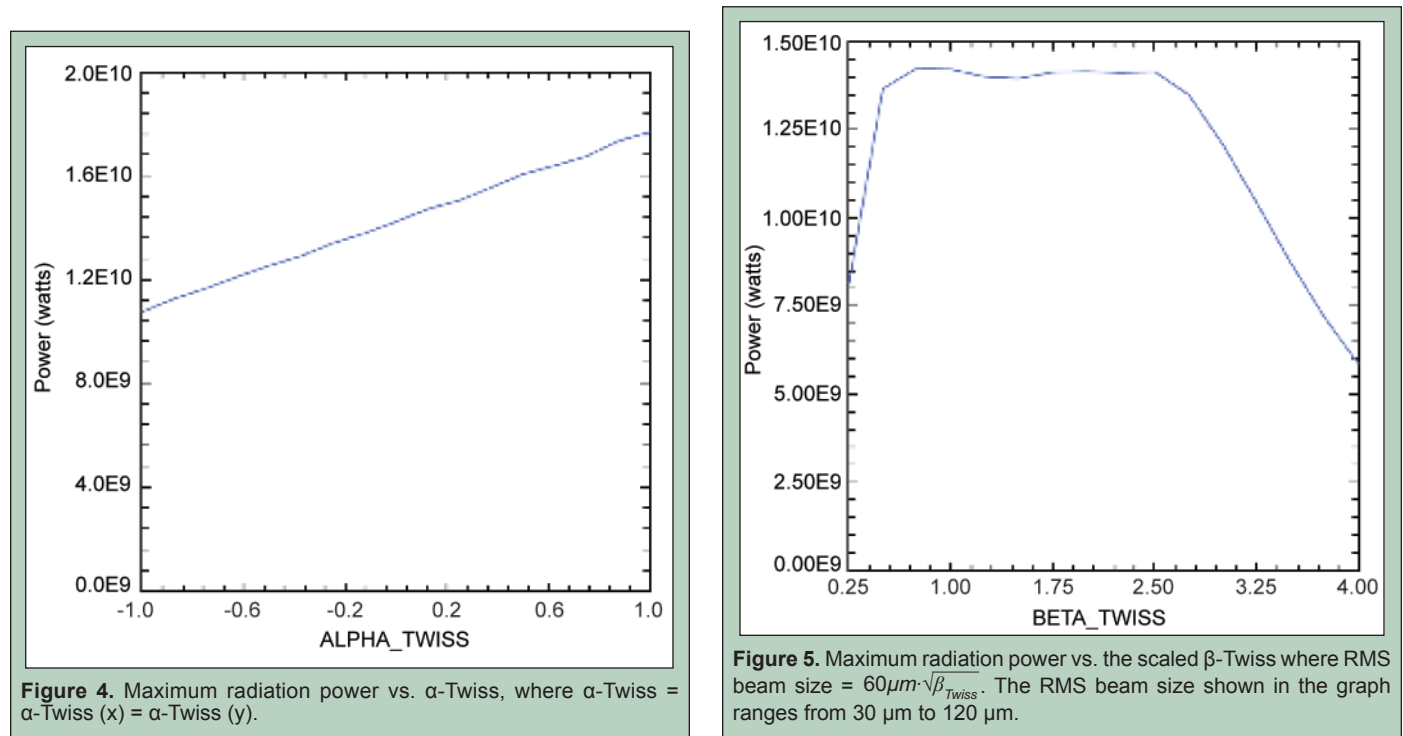 2.0E10
1.6E10
1.2E10
8.0E9
4.0E9
0.0E9
Power (watts)
-1.0 -0.6 -0.2 0.2 0.6 1.0
ALPHA_TWISS
Figure 4. Maximum radiation power vs. α-Twiss, where α-Twiss =
α-Twiss (x) = α-Twiss (y).
1.50E10
1.25E10
1.00E10
7.50E9
5.00E9
2.50E9
0.00E9
Power (watts)
0.25 1.00 1.75 2.50 3.25 4.00
BETA_TWISS
Figure 5. Maximum radiation power vs. the scaled β-Twiss where RMS
beam size = 60μm·√β_Twiss. The RMS beam size shown in the graph
ranges from 30 μm to 120 μm.